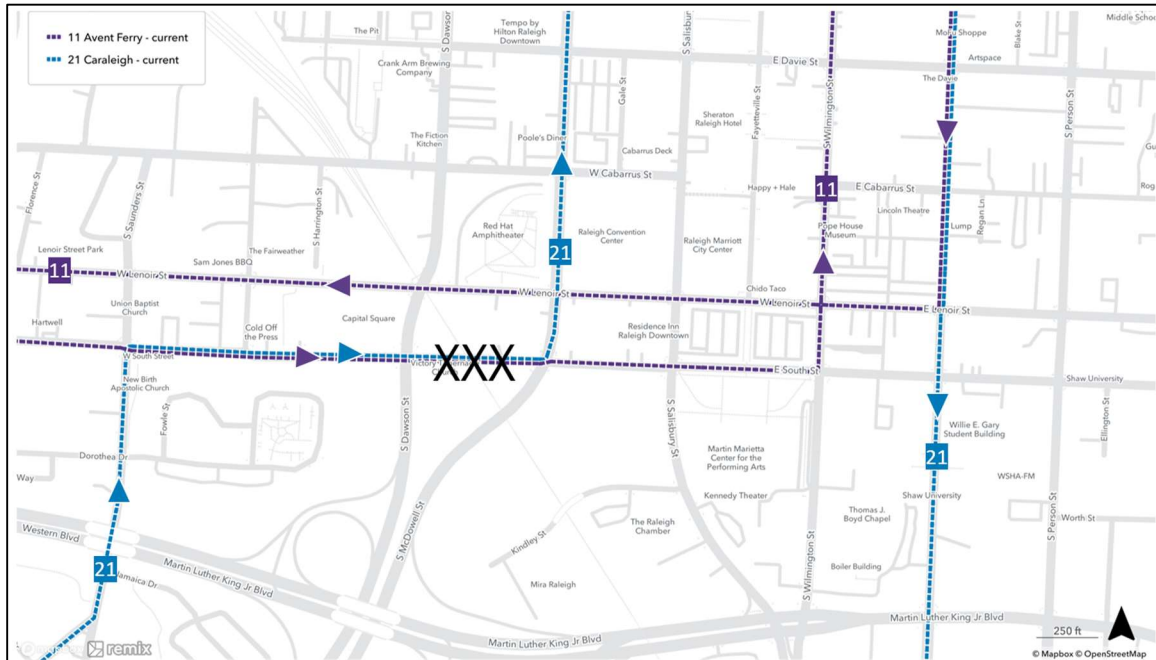 11 Avent Ferry - current
21 Caraleigh - current
The Pit
S Dawson St
Tempo by
Hilton Raleigh
Downtown
S Salisbury
Middle School
Moku Shoppe
Blake St
Artspace
Crank Arm Brewing
Company
E Davie St
The Davie
Gale St
Fayetteville St
S Wilmington St
S Person St
Sheraton
Raleigh Hotel
The Fiction
Kitchen
Poole's Diner
Cabarrus Deck
W Cabarrus St
Gu
Florence St
S Saunders St
S Harrington St
Happy + Hale
11
E Cabarrus St
Rog
Lincoln Theatre
Regan Ln
Lenoir Street Park
The Fairweather
Red Hat
Amphitheater
Raleigh Convention
Center
Raleigh Marriott
City Center
Pope House
Museum
Lump
21
Sam Jones BBQ
11
W Lenoir St
Chido Taco
W Lenoir St
W Lenoir St
E Lenoir St
Union Baptist
Church
Hartwell
Cold Off
the Press
Capital Square
Residence Inn
Raleigh Downtown
W South Street
XXX
E South St
Shaw University
New Birth
Apostolic Church
Fowle St
S Dawson St
S Salisbury St
Ellington St
Willie E. Gary
Student Building
Dorothea Dr
Martin Marietta
Center for the
Performing Arts
21
Way
WSHA-FM
Kennedy Theater
Shaw University
S McDowell St
Thomas J.
Boyd Chapel
S Person St
Worth St
Western Blvd
The Raleigh
Chamber
Kindley St
S Wilmington St
21
Jamaica Dr
Martin Luther King Jr Blvd
Mira Raleigh
Boiler Building
Martin Luther King Jr Blvd
Martin Luther King Jr Blvd
250 ft
remix
© Mapbox © OpenStreetMap